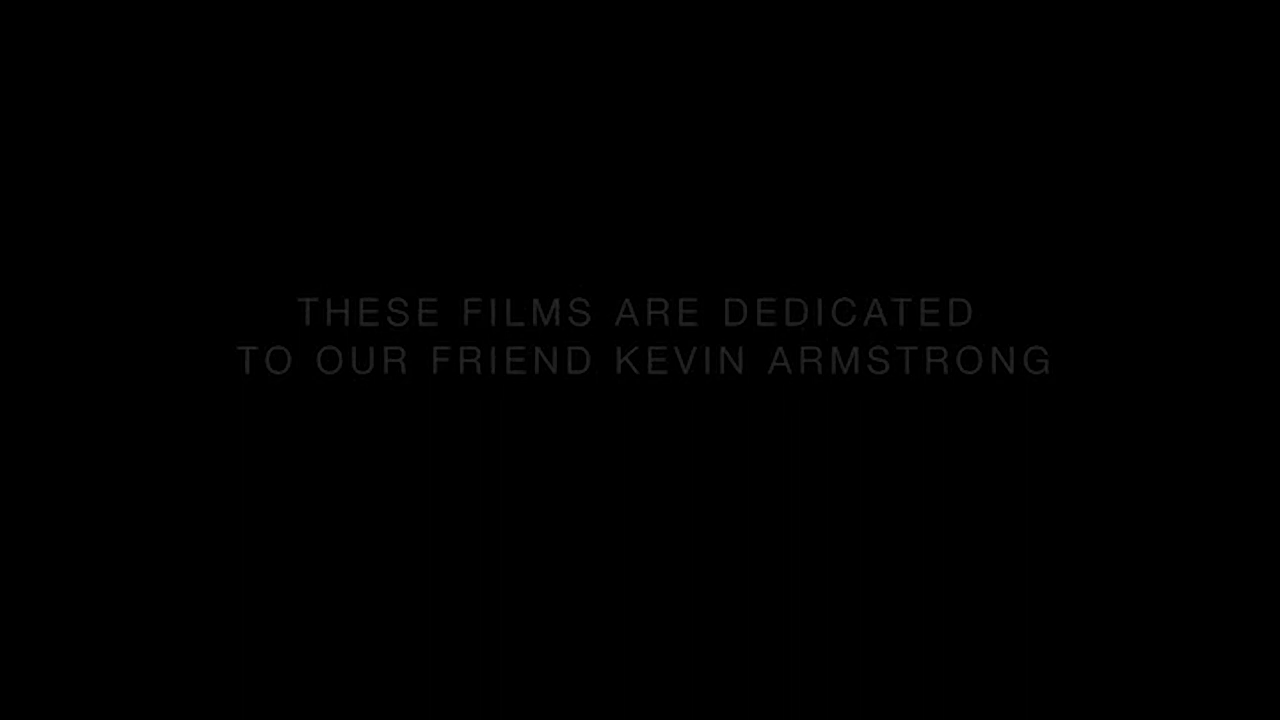 THESE FILMS ARE DEDICATED
TO OUR FRIEND KEVIN ARMSTRONG